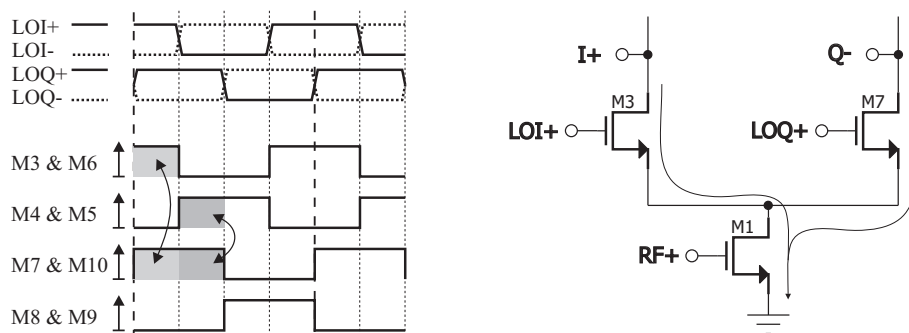 LOI+
LOI-
LOQ+
LOQ-
M3 & M6
M4 & M5
M7 & M10
M8 & M9
I+
Q-
M3
M7
LOI+
LOQ+
M1
RF+